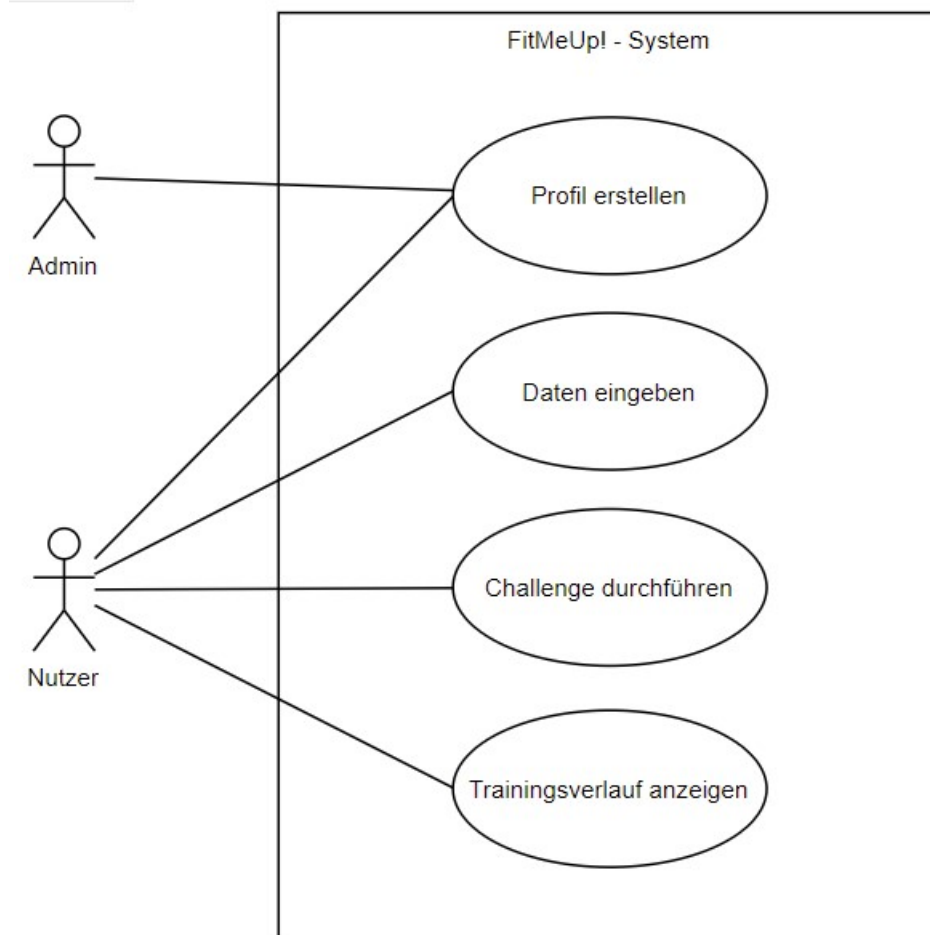 FitMeUp! - System
Profil erstellen
Admin
Daten eingeben
Challenge durchführen
Nutzer
Trainingsverlauf anzeigen